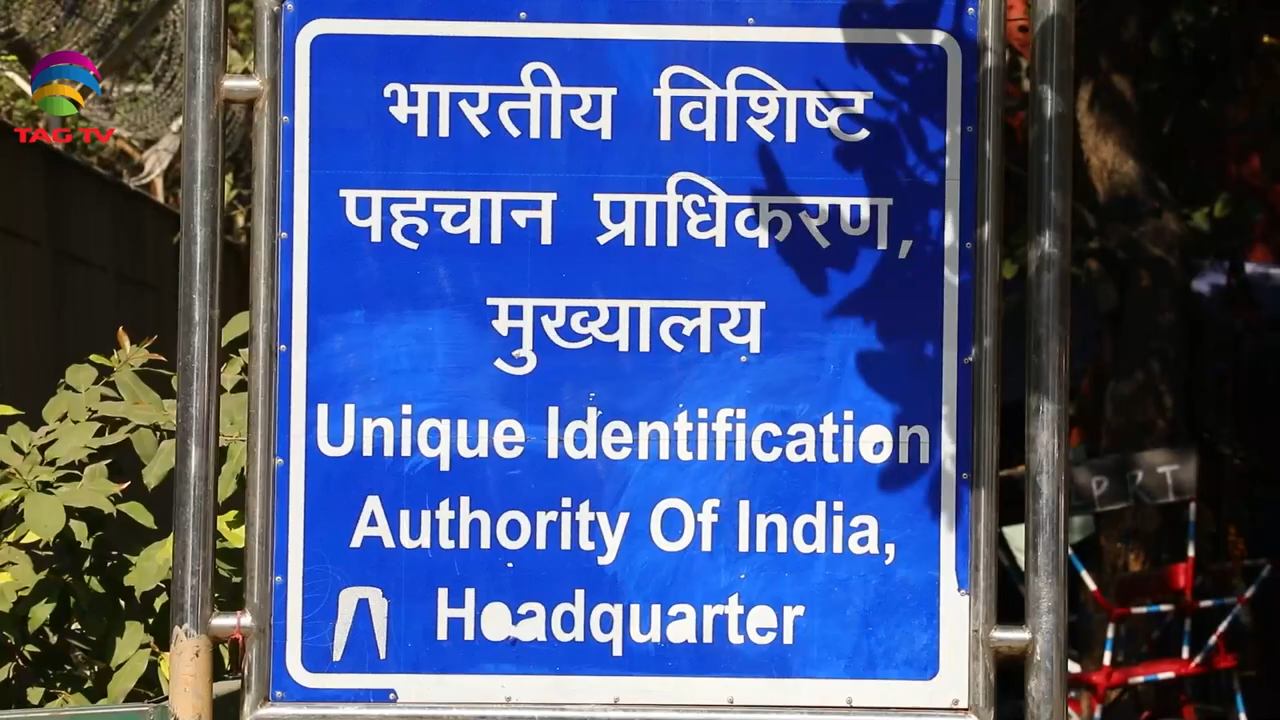 TAG TV
भारतीय विशिष्ट
पहचान प्राधिकरण,
मुख्यालय
Unique Identification
Authority Of India,
Headquarter